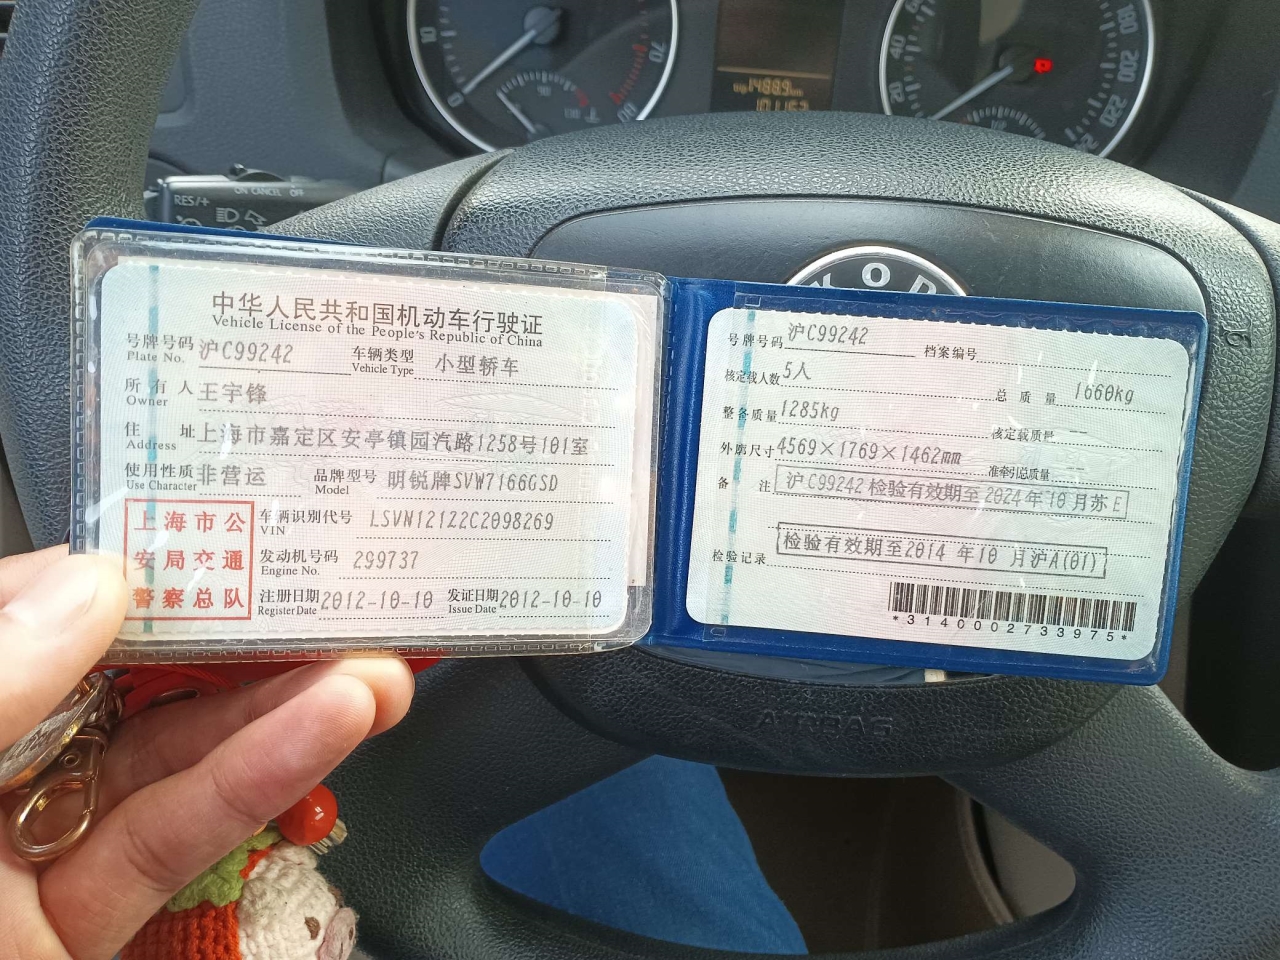 10
0
70
80
148.9
20
40
180
200
220
ON CANCEL OFF
RES/+
KOD
中华人民共和国机动车行驶证
Vehicle License of the People's Republic of China
号牌号码 沪C99242 车辆类型 小型轿车
Plate No. Vehicle Type
所有人 王宇锋
Owner
住址 上海市嘉定区安亭镇园汽路1258号101室
Address
使用性质 非营运 品牌型号 明锐牌SVW7166GSD
Use Character Model
上海市公
安局交通
警察总队
车辆识别代号 LSVN121Z2C2098269
VIN
发动机号码 299737
Engine No.
注册日期 2012-10-10 发证日期 2012-10-10
Register Date Issue Date
号牌号码 沪C99242 档案编号
核定载人数 5人 总质量 1660kg
整备质量 1285kg 核定载质量 --
外廓尺寸 4569×1769×1462mm 准牵引总质量 --
备注 沪C99242检验有效期至2024年10月苏E
检验有效期至2014年10月沪A(01)
检验记录
*3140002733975*
AIRBAG